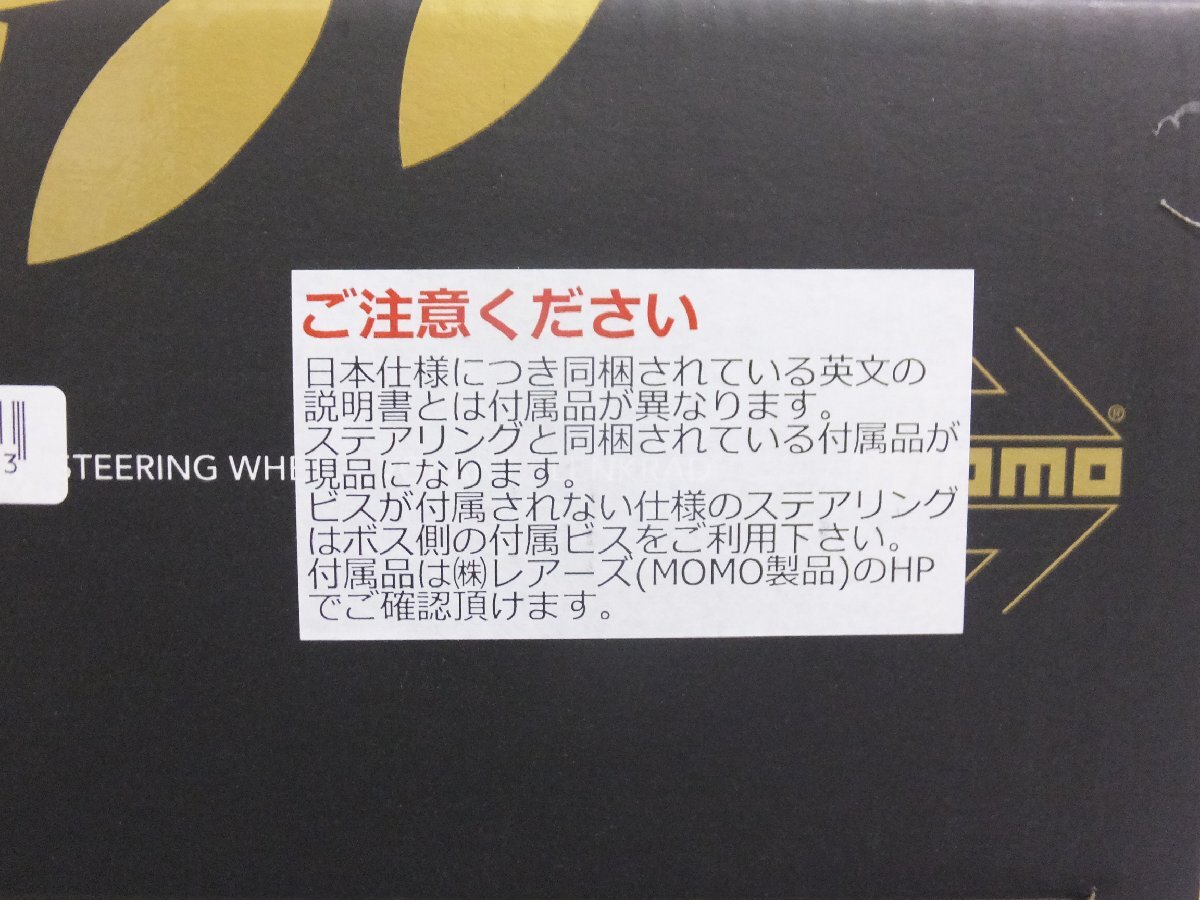 ご注意ください
日本仕様につき同梱されている英文の
説明書とは付属品が異なります。
ステアリングと同梱されている付属品が
現品になります。
ビスが付属されない仕様のステアリング
はボス側の付属ビスをご利用下さい。
付属品は㈱レアーズ(MOMO製品)のHP
でご確認頂けます。
3
STEERING
momo
®